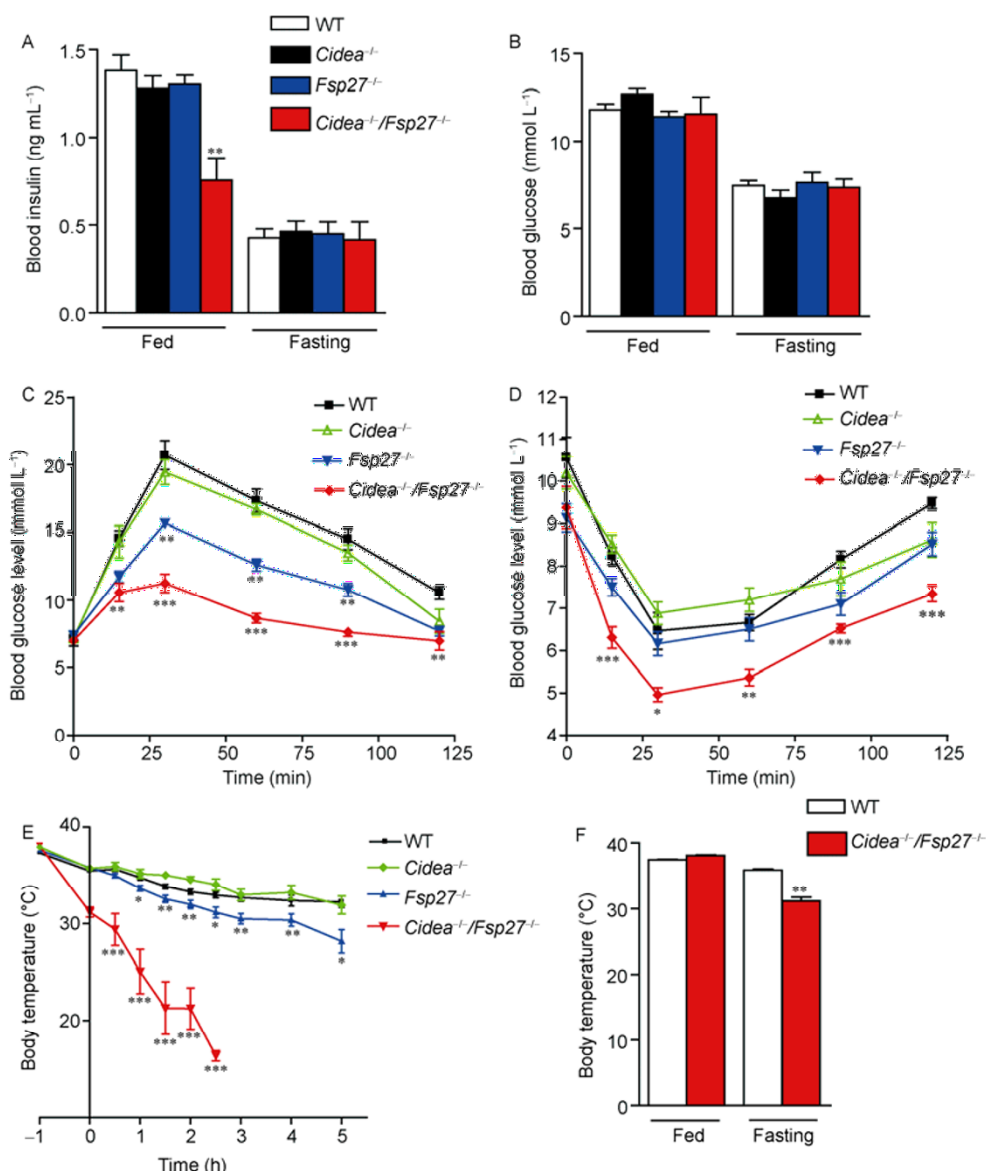 A
Blood insulin (ng mL⁻¹)
1.5
1.0
0.5
0.0
**
Fed
Fasting
WT
Cidea⁻/⁻
Fsp27⁻/⁻
Cidea⁻/⁻/Fsp27⁻/⁻
B
Blood glucose (mmol L⁻¹)
15
10
5
0
Fed
Fasting
C
Blood glucose level (mmol L⁻¹)
25
20
15
10
5
0
WT
Cidea⁻/⁻
Fsp27⁻/⁻
Cidea⁻/⁻/Fsp27⁻/⁻
** ** **
** *** *** *** **
0 25 50 75 100 125
Time (min)
D
Blood glucose level (mmol L⁻¹)
12
11
10
9
8
7
6
5
4
WT
Cidea⁻/⁻
Fsp27⁻/⁻
Cidea⁻/⁻/Fsp27⁻/⁻
*** * ** *** ***
0 25 50 75 100 125
Time (min)
E
Body temperature (°C)
40
30
20
WT
Cidea⁻/⁻
Fsp27⁻/⁻
Cidea⁻/⁻/Fsp27⁻/⁻
* ** ** * ** ** *
*** *** *** *** ***
−1 0 1 2 3 4 5
Time (h)
F
Body temperature (°C)
40
30
20
10
0
WT
Cidea⁻/⁻/Fsp27⁻/⁻
**
Fed
Fasting